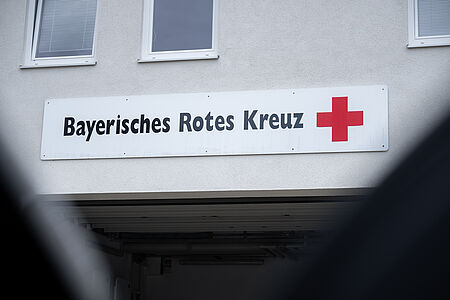 Bayerisches Rotes Kreuz